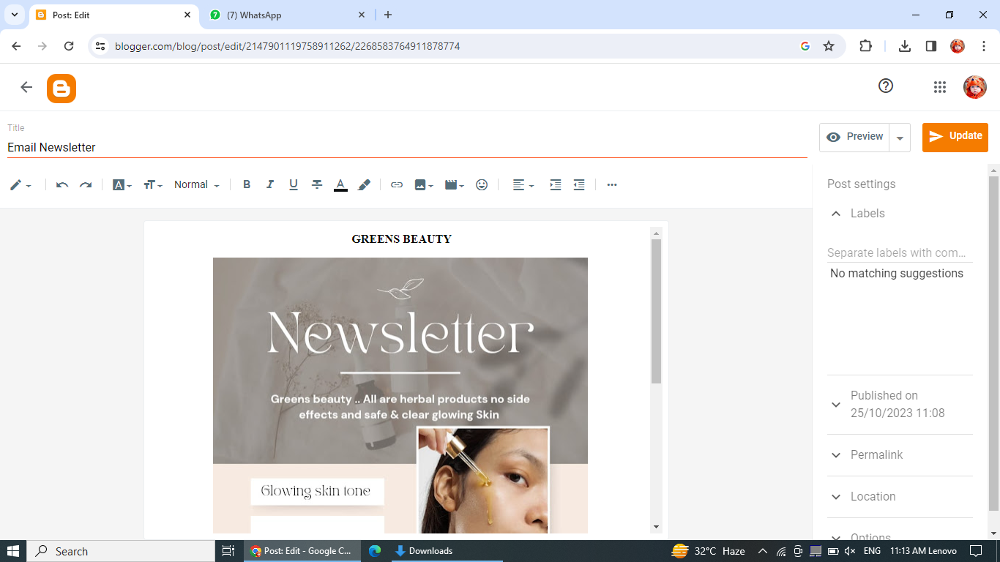 Post: Edit
(7) WhatsApp
blogger.com/blog/post/edit/2147901119758911262/2268583764911878774
Title
Email Newsletter
Preview
Update
Normal
Post settings
Labels
Separate labels with com...
No matching suggestions
Published on
25/10/2023 11:08
Permalink
Location
Options
GREENS BEAUTY
Newsletter
Greens beauty .. All are herbal products no side
effects and safe & clear glowing Skin
Glowing skin tone
Search
Post: Edit - Google C...
Downloads
32°C Haze
ENG
11:13 AM Lenovo